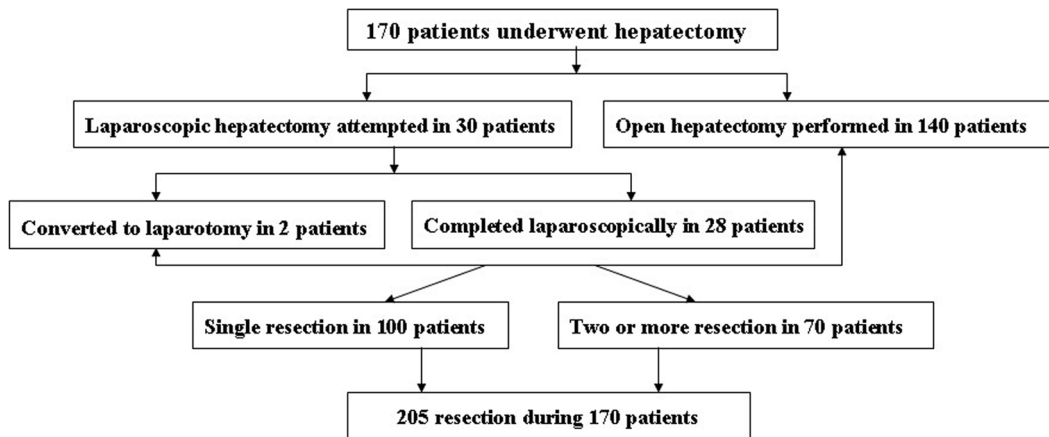 170 patients underwent hepatectomy
Laparoscopic hepatectomy attempted in 30 patients
Open hepatectomy performed in 140 patients
Converted to laparotomy in 2 patients
Completed laparoscopically in 28 patients
Single resection in 100 patients
Two or more resection in 70 patients
205 resection during 170 patients